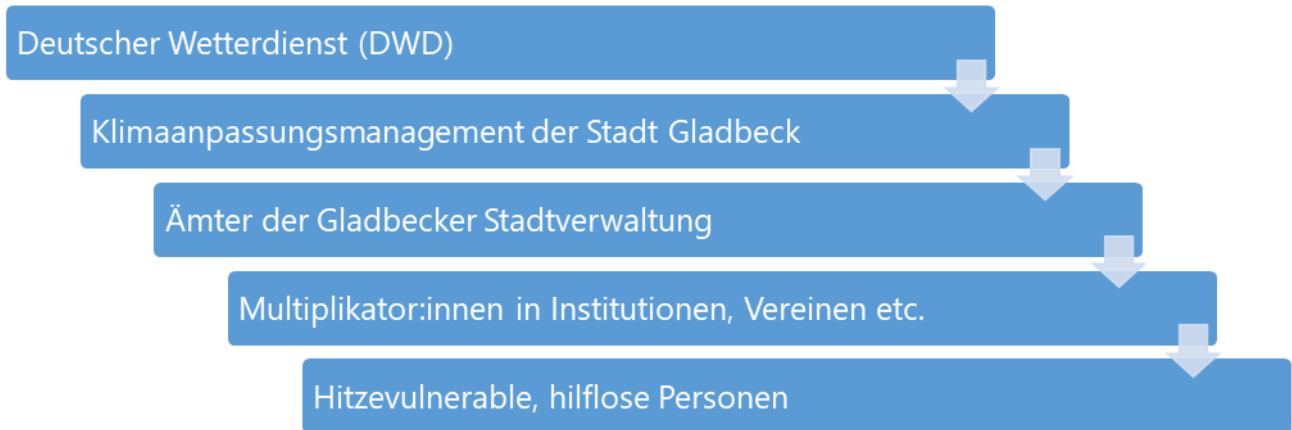 Deutscher Wetterdienst (DWD)
Klimaanpassungsmanagement der Stadt Gladbeck
Ämter der Gladbecker Stadtverwaltung
Multiplikator:innen in Institutionen, Vereinen etc.
Hitzevulnerable, hilflose Personen